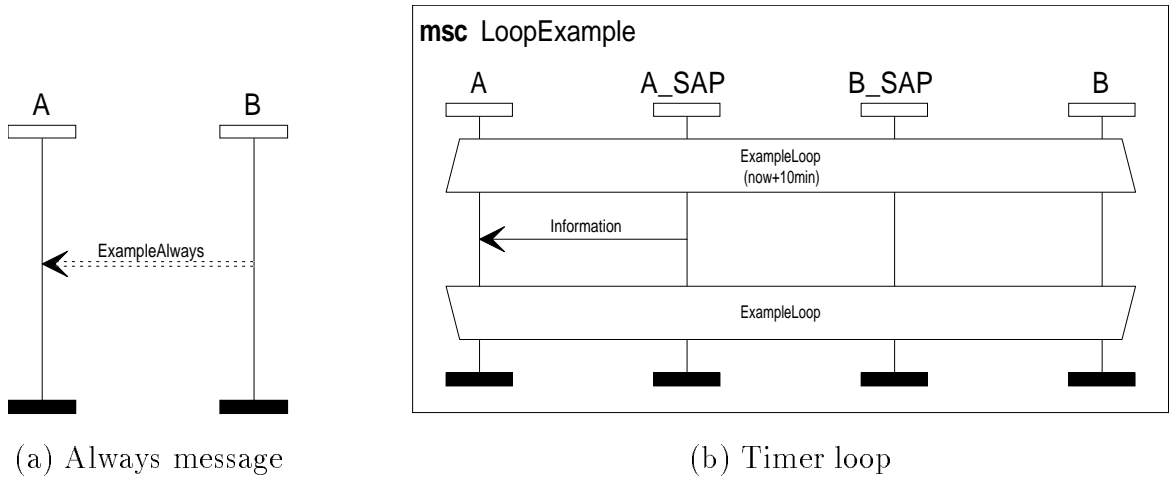 A B
ExampleAlways
(a) Always message
msc LoopExample
A A_SAP B_SAP B
ExampleLoop
(now+10min)
Information
ExampleLoop
(b) Timer loop